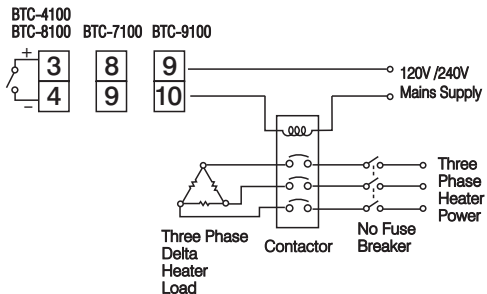 BTC-4100
BTC-8100 BTC-7100 BTC-9100
+
3 8 9
4 9 10
−
120V /240V
Mains Supply
Three
Phase
Heater
Power
Three Phase
Delta
Heater
Load
Contactor
No Fuse
Breaker